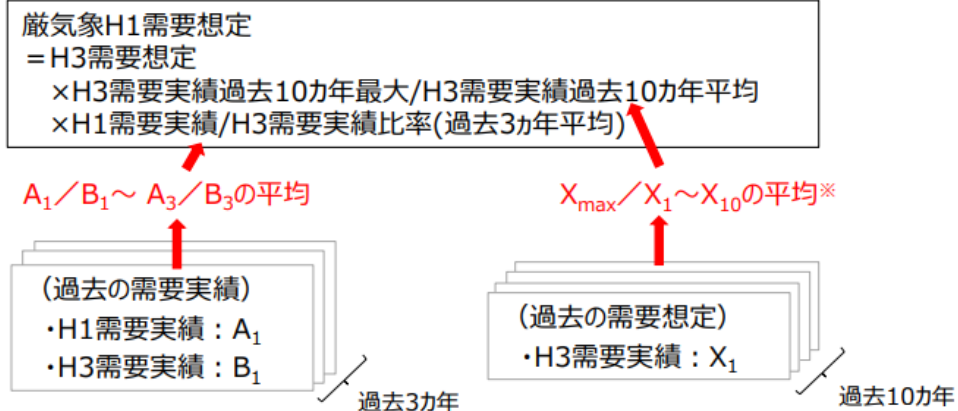 厳気象H1需要想定
＝H3需要想定
×H3需要実績過去10カ年最大/H3需要実績過去10カ年平均
×H1需要実績/H3需要実績比率(過去3ヵ年平均)
A1／B1～ A3／B3の平均
Xmax／X1～X10の平均※
（過去の需要実績）
・H1需要実績：A1
・H3需要実績：B1
過去3カ年
（過去の需要想定）
・H3需要実績：X1
過去10カ年